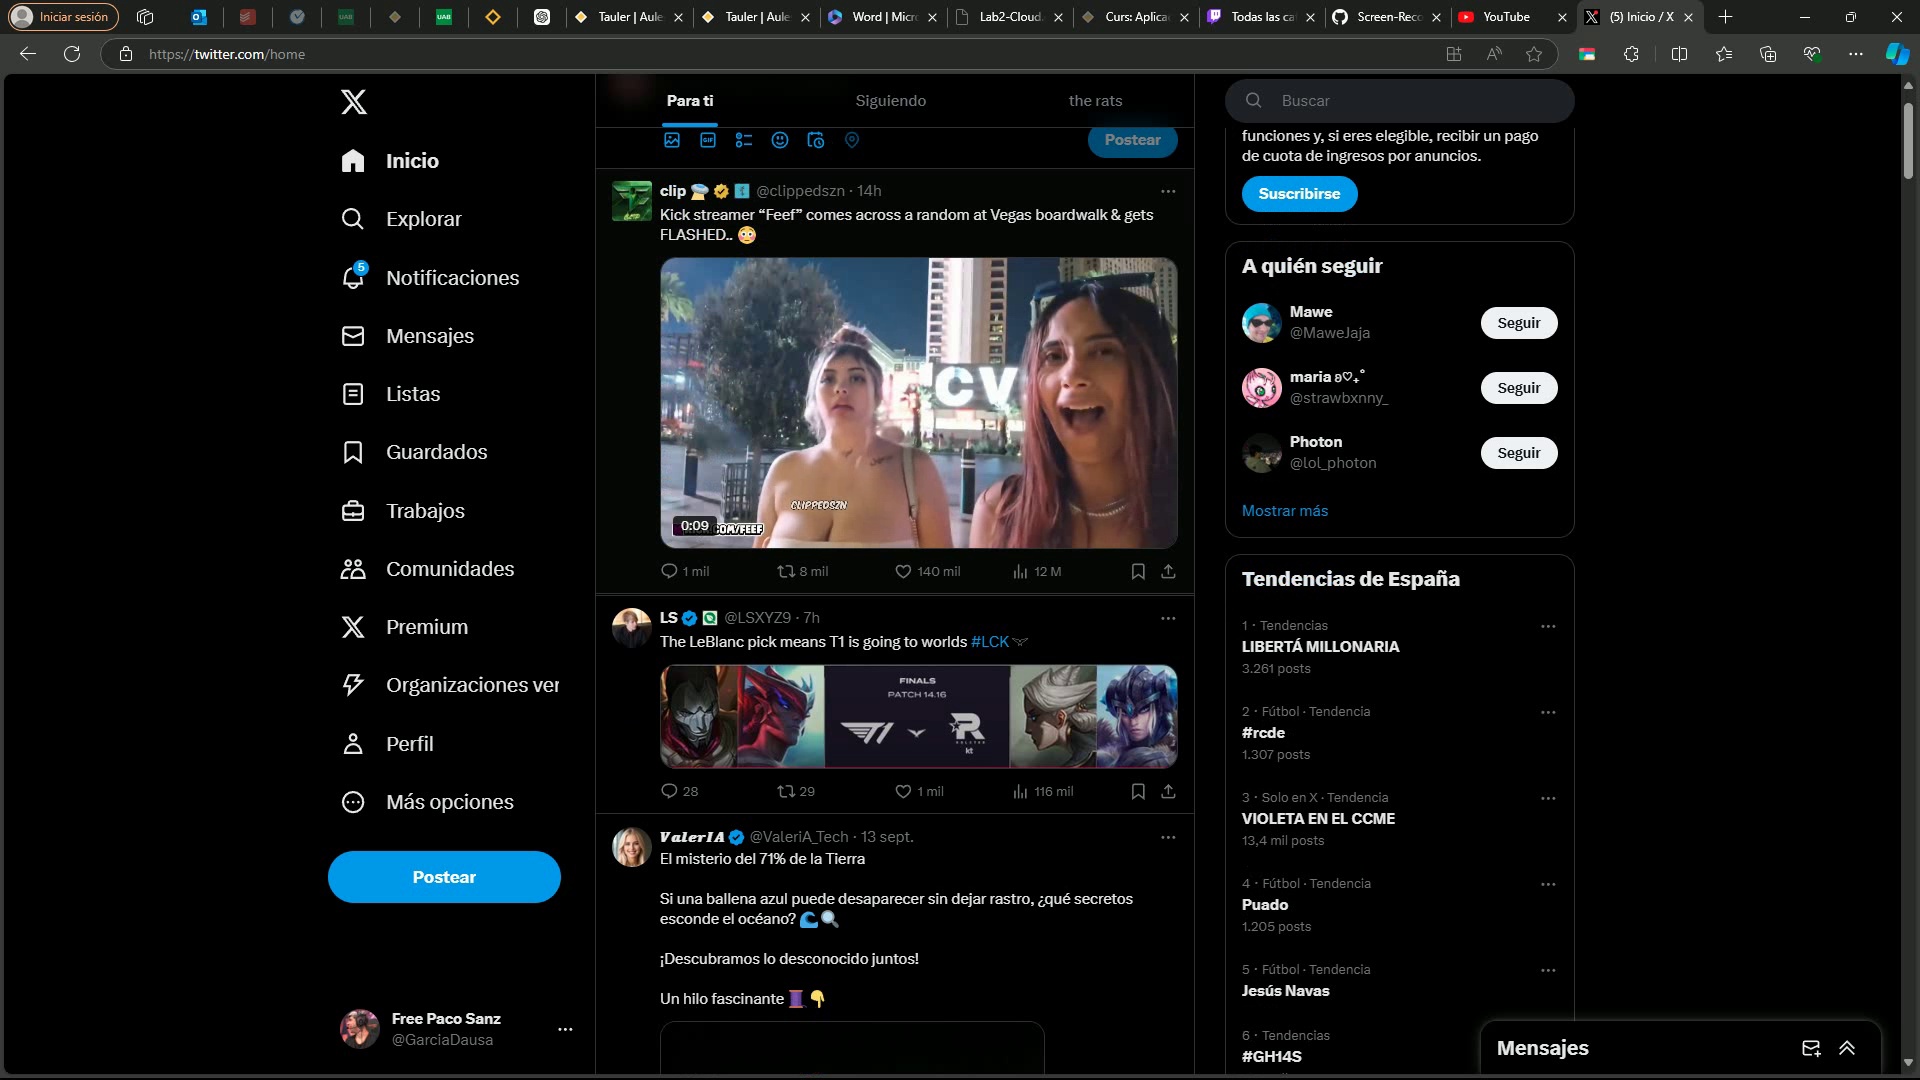 Iniciar sesión
Tauler | Aule
Tauler | Aule
Word | Micr
Lab2-Cloud.
Curs: Aplica
Todas las ca
Screen-Reco
YouTube
(5) Inicio / X
https://twitter.com/home
Inicio
Explorar
5
Notificaciones
Mensajes
Listas
Guardados
Trabajos
Comunidades
Premium
Organizaciones ver
Perfil
Más opciones
Postear
Free Paco Sanz
@GarciaDausa
Para ti
Siguiendo
the rats
GIF
Postear
clip @clippedszn · 14h
Kick streamer “Feef” comes across a random at Vegas boardwalk & gets
FLASHED..
CV
CLIPPEDSZN
0:09
.COM/FEEF
1 mil
8 mil
140 mil
12 M
LS @LSXYZ9 · 7h
The LeBlanc pick means T1 is going to worlds #LCK
FINALS
PATCH 14.16
T1
kt
28
29
1 mil
116 mil
ValerIA @ValeriA_Tech · 13 sept.
El misterio del 71% de la Tierra
Si una ballena azul puede desaparecer sin dejar rastro, ¿qué secretos
esconde el océano?
¡Descubramos lo desconocido juntos!
Un hilo fascinante
Buscar
funciones y, si eres elegible, recibir un pago
de cuota de ingresos por anuncios.
Suscribirse
A quién seguir
Mawe
@MaweJaja
Seguir
maria ʚ♡₊˚
@strawbxnny_
Seguir
Photon
@lol_photon
Seguir
Mostrar más
Tendencias de España
1 · Tendencias
LIBERTÁ MILLONARIA
3.261 posts
2 · Fútbol · Tendencia
#rcde
1.307 posts
3 · Solo en X · Tendencia
VIOLETA EN EL CCME
13,4 mil posts
4 · Fútbol · Tendencia
Puado
1.205 posts
5 · Fútbol · Tendencia
Jesús Navas
6 · Tendencias
#GH14S
Mensajes